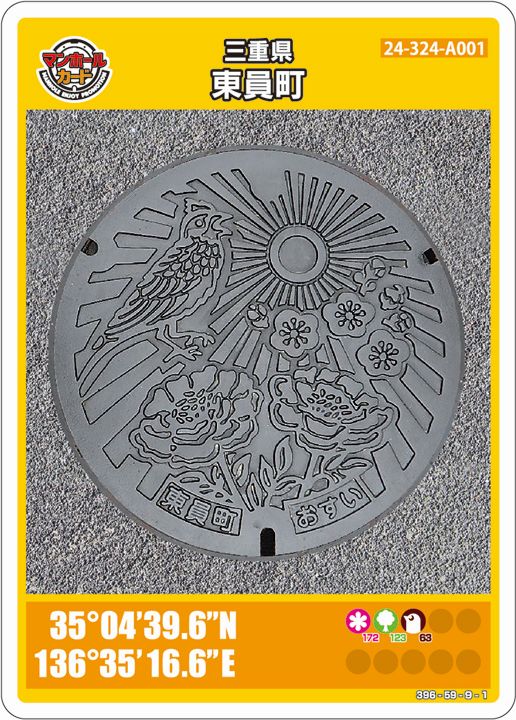 マンホール
カード
MANHOLE ENJOY PROMOTION
三重県
東員町
24-324-A001
東員町
おすい
35°04'39.6"N
136°35'16.6"E
172 123 63
396-59-9-1